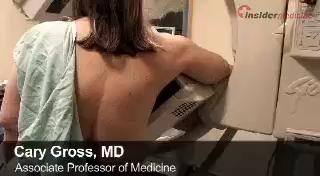 insidermedicine
Cary Gross, MD
Associate Professor of Medicine